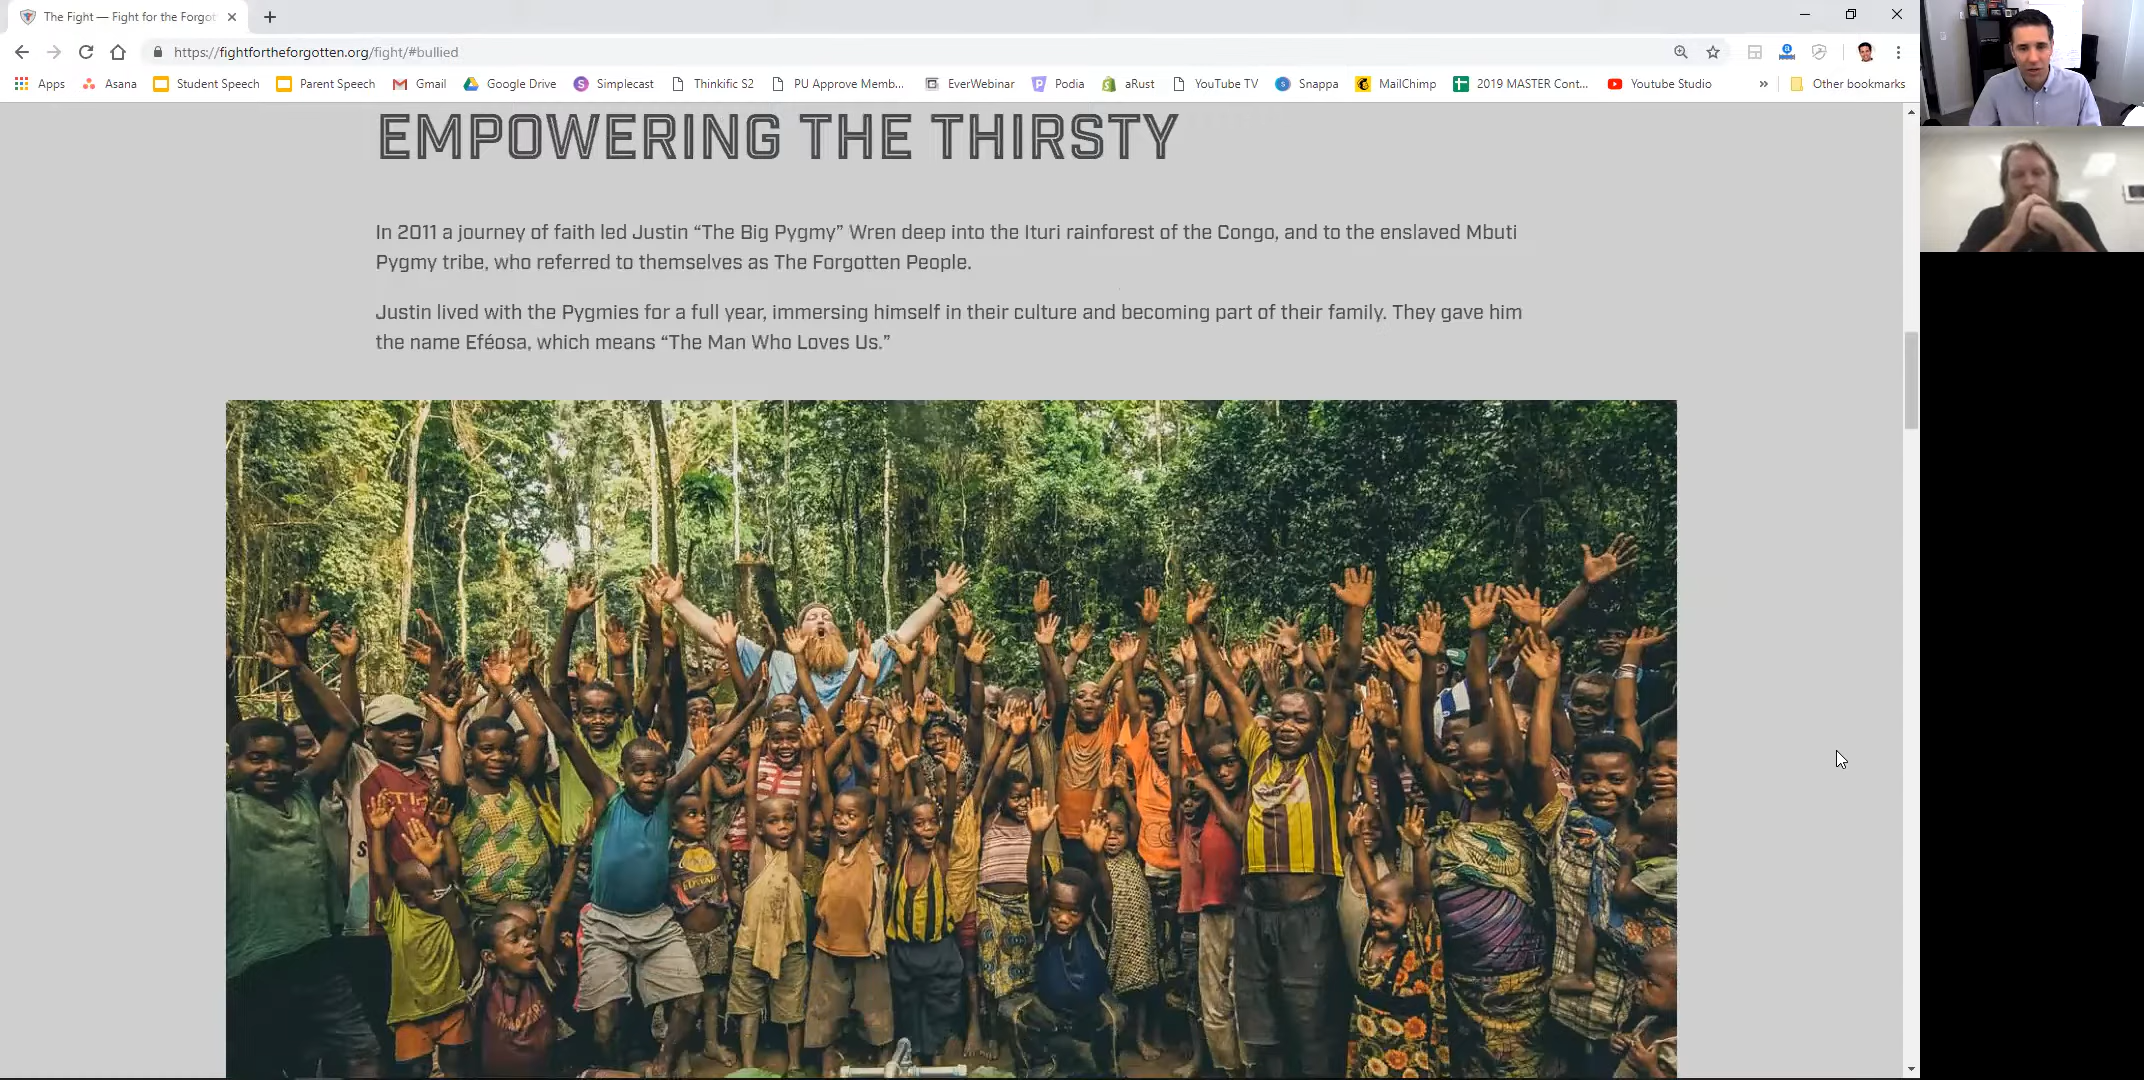 The Fight — Fight for the Forgot
https://fightfortheforgotten.org/fight/#bullied
Apps Asana Student Speech Parent Speech Gmail Google Drive Simplecast Thinkific S2 PU Approve Memb... EverWebinar Podia aRust YouTube TV Snappa MailChimp 2019 MASTER Cont... Youtube Studio » Other bookmarks
EMPOWERING THE THIRSTY
In 2011 a journey of faith led Justin “The Big Pygmy” Wren deep into the Ituri rainforest of the Congo, and to the enslaved Mbuti
Pygmy tribe, who referred to themselves as The Forgotten People.
Justin lived with the Pygmies for a full year, immersing himself in their culture and becoming part of their family. They gave him
the name Eféosa, which means “The Man Who Loves Us.”